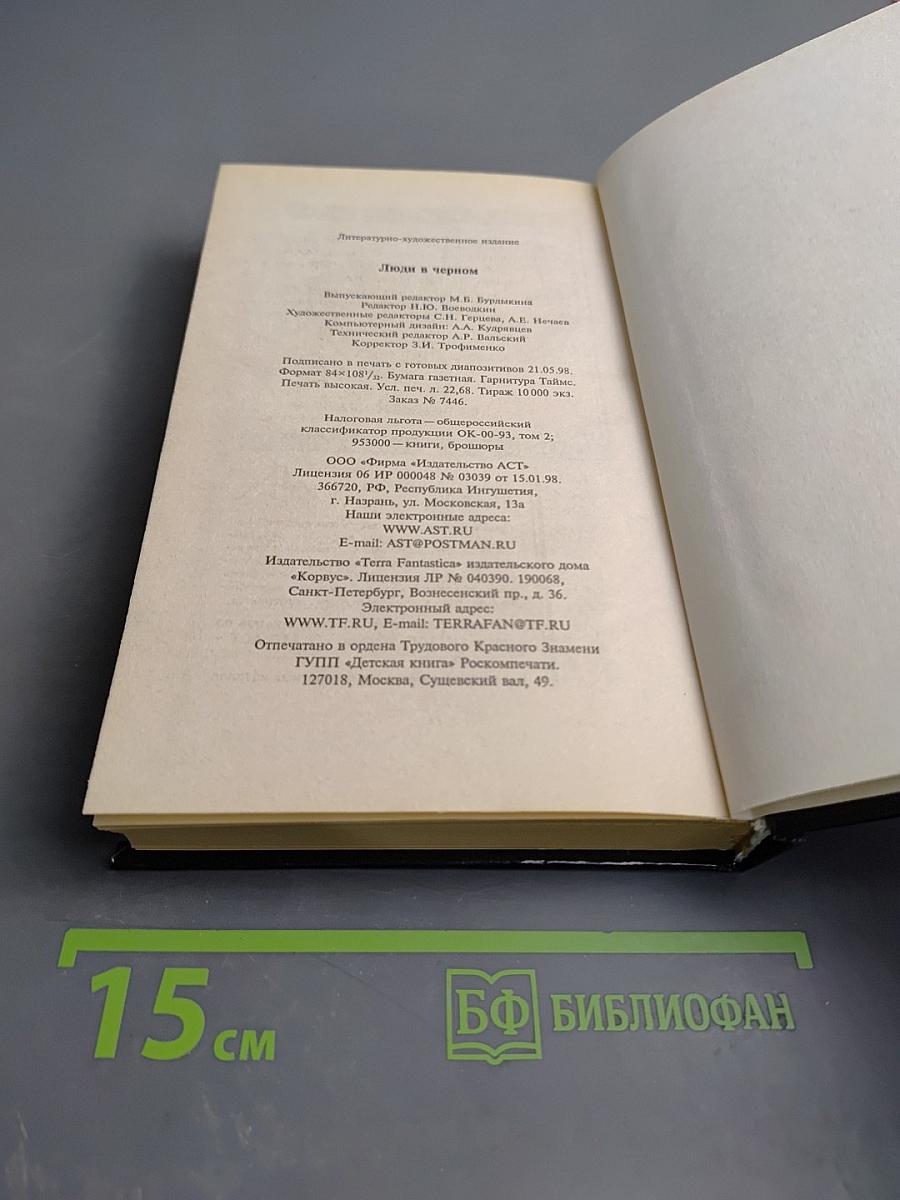 Литературно-художественное издание
Люди в черном
Выпускающий редактор М.Б. Бурдыкина
Редактор Н.Ю. Воеводкин
Художественные редакторы С.Н. Герцева, А.Е. Нечаев
Компьютерный дизайн: А.А. Кудрявцев
Технический редактор А.Р. Вальский
Корректор З.И. Трофименко
Подписано в печать с готовых диапозитивов 21.05.98.
Формат 84×108¹/₃₂. Бумага газетная. Гарнитура Таймс.
Печать высокая. Усл. печ. л. 22,68. Тираж 10 000 экз.
Заказ № 7446.
Налоговая льгота — общероссийский
классификатор продукции ОК-00-93, том 2;
953000 — книги, брошюры
ООО «Фирма «Издательство АСТ»
Лицензия 06 ИР 000048 № 03039 от 15.01.98.
366720, РФ, Республика Ингушетия,
г. Назрань, ул. Московская, 13а
Наши электронные адреса:
WWW.AST.RU
E-mail: AST@POSTMAN.RU
Издательство «Terra Fantastica» издательского дома
«Корвус». Лицензия ЛР № 040390. 190068,
Санкт-Петербург, Вознесенский пр., д. 36.
Электронный адрес:
WWW.TF.RU, E-mail: TERRAFAN@TF.RU
Отпечатано в ордена Трудового Красного Знамени
ГУПП «Детская книга» Роскомпечати.
127018, Москва, Сущевский вал, 49.
15 см
БФ БИБЛИОФАН